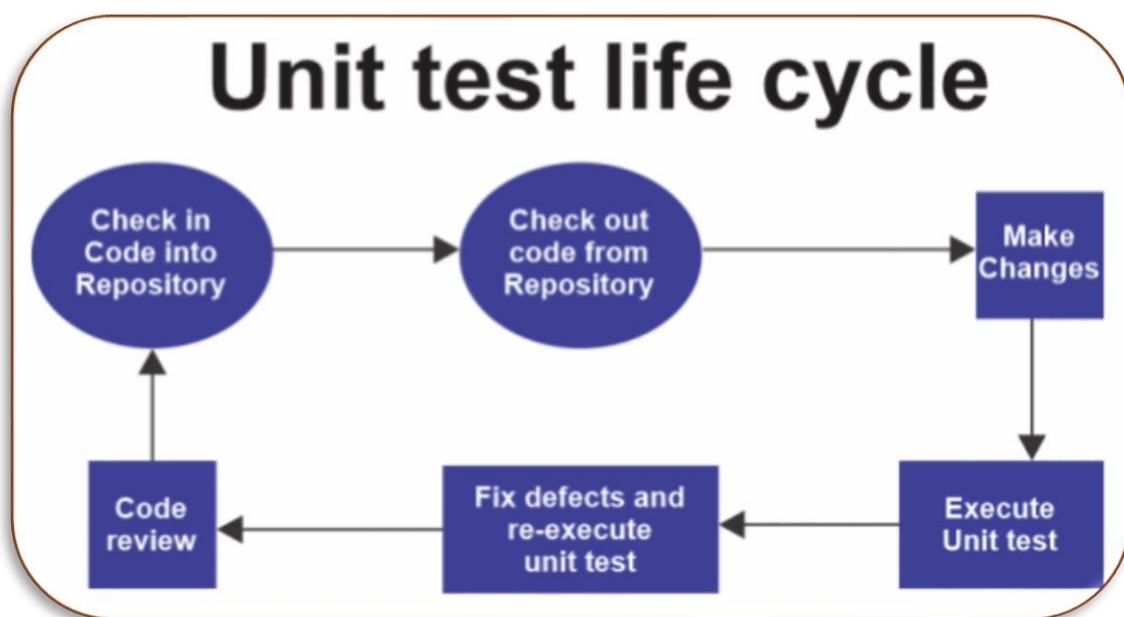 Unit test life cycle
Check in
Code into
Repository
Check out
code from
Repository
Make
Changes
Code
review
Fix defects and
re-execute
unit test
Execute
Unit test